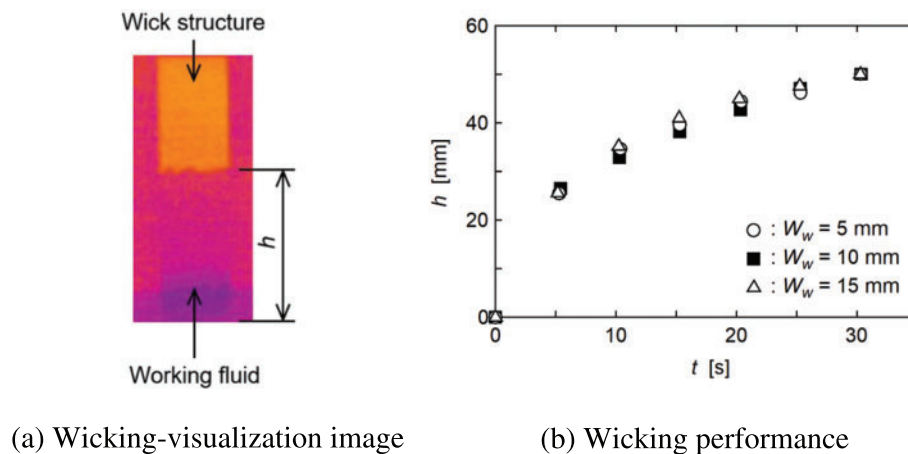 Wick structure
h
Working fluid
(a) Wicking-visualization image
60
40
20
0
h [mm]
0 10 20 30
t [s]
○ : Ww = 5 mm
■ : Ww = 10 mm
△ : Ww = 15 mm
(b) Wicking performance